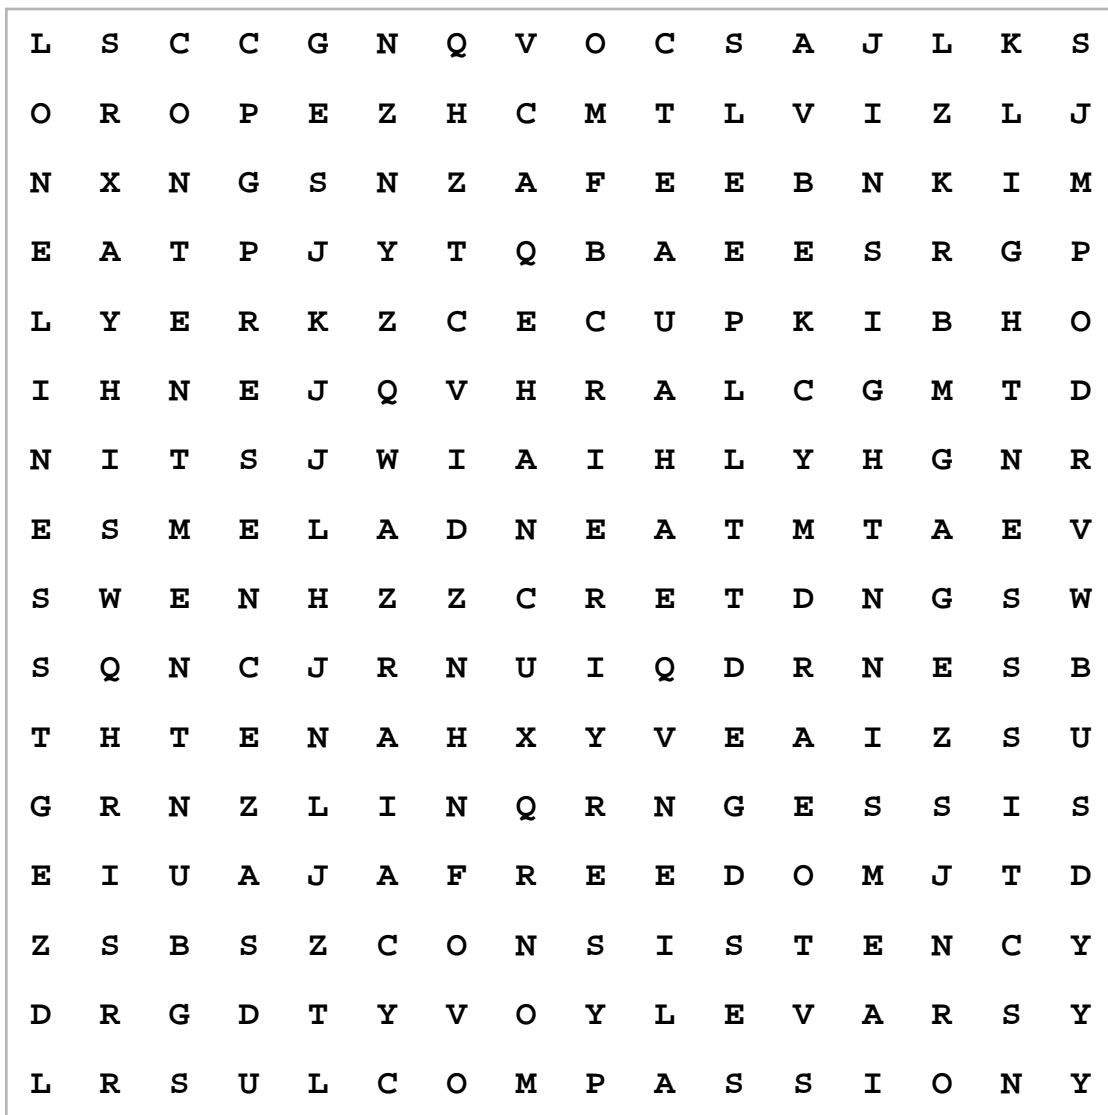 L S C C G N Q V O C S A J L K S
O R O P E Z H C M T L V I Z L J
N X N G S N Z A F E E B N K I M
E A T P J Y T Q B A E E S R G P
L Y E R K Z C E C U P K I B H O
I H N E J Q V H R A L C G M T D
N I T S J W I A I H L Y H G N R
E S M E L A D N E A T M T A E V
S W E N H Z Z C R E T D N G S W
S Q N C J R N U I Q D R N E S B
T H T E N A H X Y V E A I Z S U
G R N Z L I N Q R N G E S S I S
E I U A J A F R E E D O M J T D
Z S B S Z C O N S I S T E N C Y
D R G D T Y V O Y L E V A R S Y
L R S U L C O M P A S S I O N Y